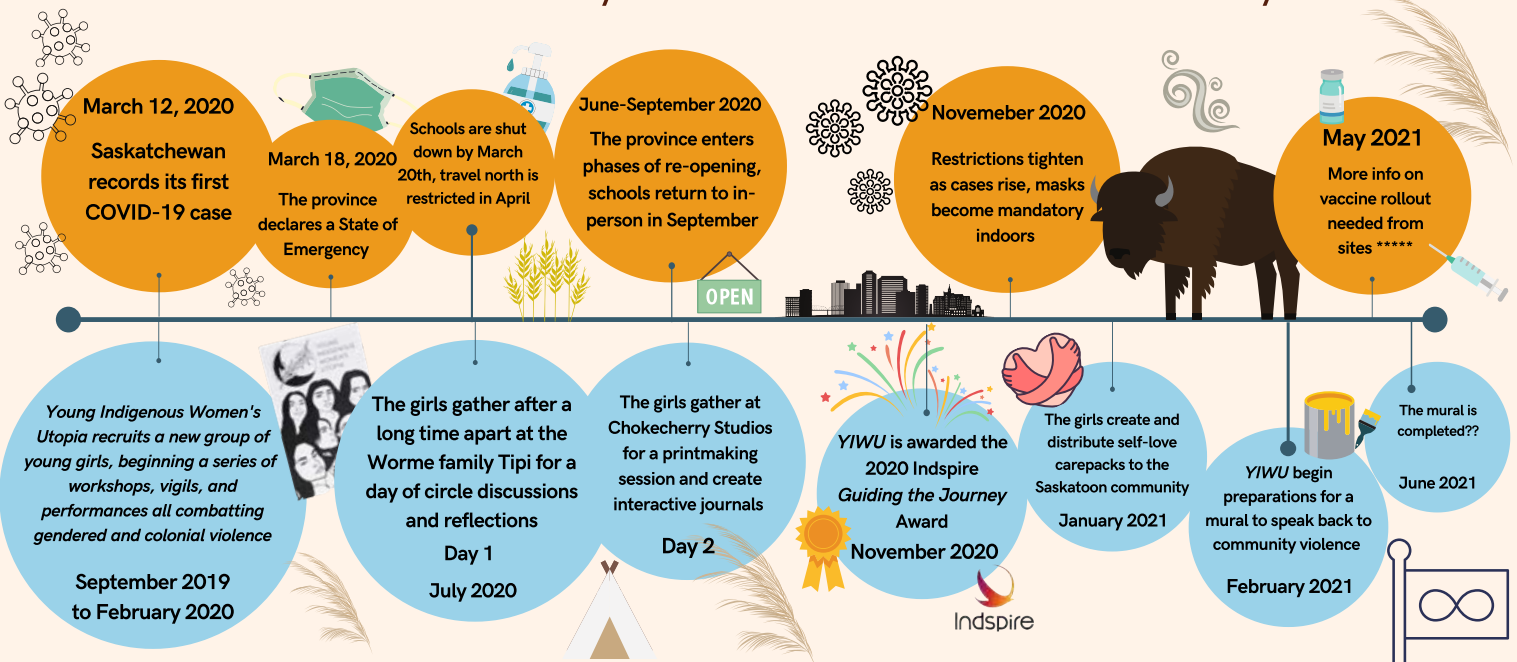 March 12, 2020
Saskatchewan
records its first
COVID-19 case
March 18, 2020
The province
declares a State of
Emergency
Schools are shut
down by March
20th, travel north is
restricted in April
June-September 2020
The province enters
phases of re-opening,
schools return to in-
person in September
OPEN
Novemeber 2020
Restrictions tighten
as cases rise, masks
become mandatory
indoors
May 2021
More info on
vaccine rollout
needed from
sites *****
Young Indigenous Women's
Utopia recruits a new group of
young girls, beginning a series of
workshops, vigils, and
performances all combatting
gendered and colonial violence
September 2019
to February 2020
YOUNG
INDIGENOUS
WOMEN'S
UTOPIA
The girls gather after a
long time apart at the
Worme family Tipi for a
day of circle discussions
and reflections
Day 1
July 2020
The girls gather at
Chokecherry Studios
for a printmaking
session and create
interactive journals
Day 2
YIWU is awarded the
2020 Indspire
Guiding the Journey
Award
November 2020
Indspire
The girls create and
distribute self-love
carepacks to the
Saskatoon community
January 2021
YIWU begin
preparations for a
mural to speak back to
community violence
February 2021
The mural is
completed??
June 2021